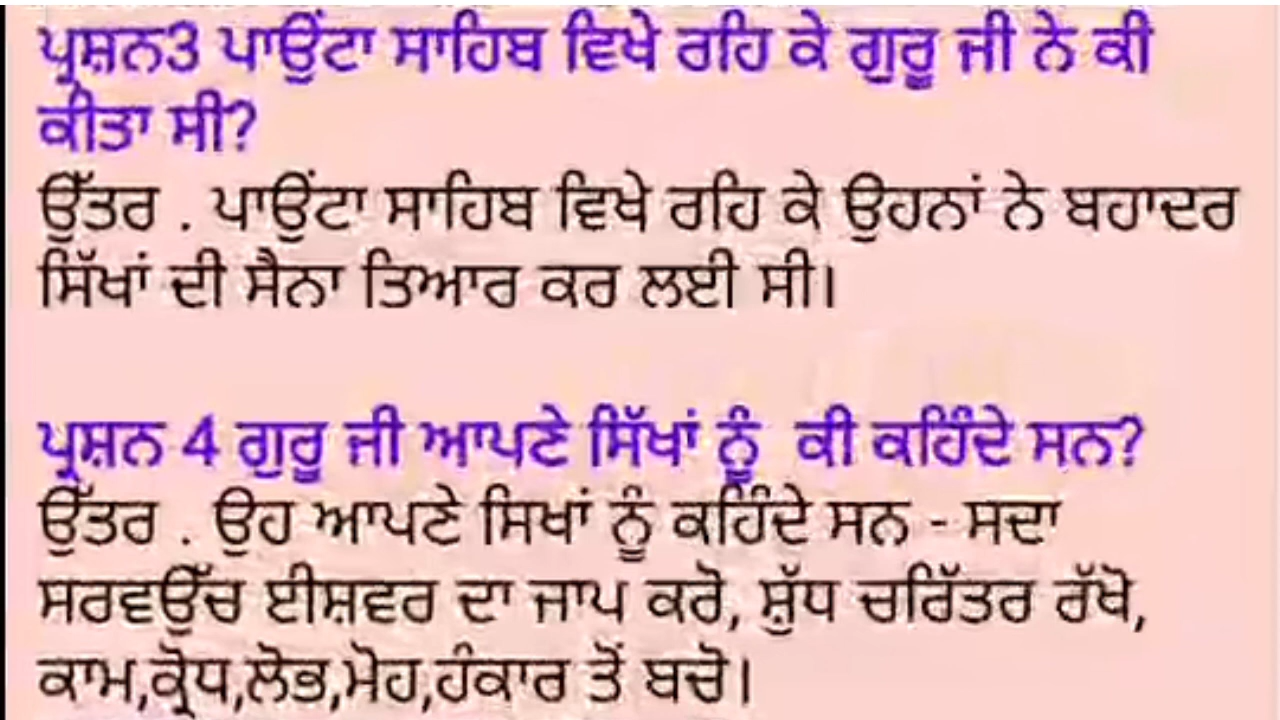 ਪ੍ਰਸ਼ਨ3 ਪਾਉਂਟਾ ਸਾਹਿਬ ਵਿਖੇ ਰਹਿ ਕੇ ਗੁਰੂ ਜੀ ਨੇ ਕੀ
ਕੀਤਾ ਸੀ?
ਉੱਤਰ . ਪਾਉਂਟਾ ਸਾਹਿਬ ਵਿਖੇ ਰਹਿ ਕੇ ਉਹਨਾਂ ਨੇ ਬਹਾਦਰ
ਸਿੱਖਾਂ ਦੀ ਸੈਨਾ ਤਿਆਰ ਕਰ ਲਈ ਸੀ।
ਪ੍ਰਸ਼ਨ 4 ਗੁਰੂ ਜੀ ਆਪਣੇ ਸਿੱਖਾਂ ਨੂੰ ਕੀ ਕਹਿੰਦੇ ਸਨ?
ਉੱਤਰ . ਉਹ ਆਪਣੇ ਸਿਖਾਂ ਨੂੰ ਕਹਿੰਦੇ ਸਨ - ਸਦਾ
ਸਰਵਉੱਚ ਈਸ਼ਵਰ ਦਾ ਜਾਪ ਕਰੋ, ਸ਼ੁੱਧ ਚਰਿੱਤਰ ਰੱਖੋ,
ਕਾਮ,ਕ੍ਰੋਧ,ਲੋਭ,ਮੋਹ,ਹੰਕਾਰ ਤੋਂ ਬਚੋ।